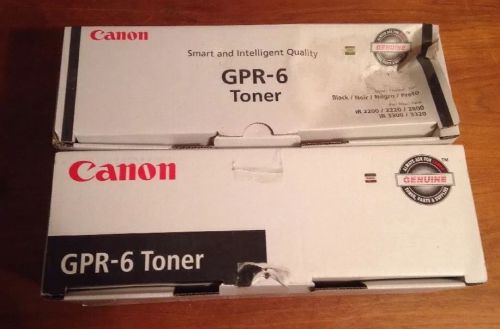 Canon
Smart and Intelligent Quality
GPR-6
Toner
GENUINE
Black / Noir / Negro / Preto
iR 2200 / 2220 / 2800
iR 3300 / 3320
Canon
GENUINE
GPR-6 Toner